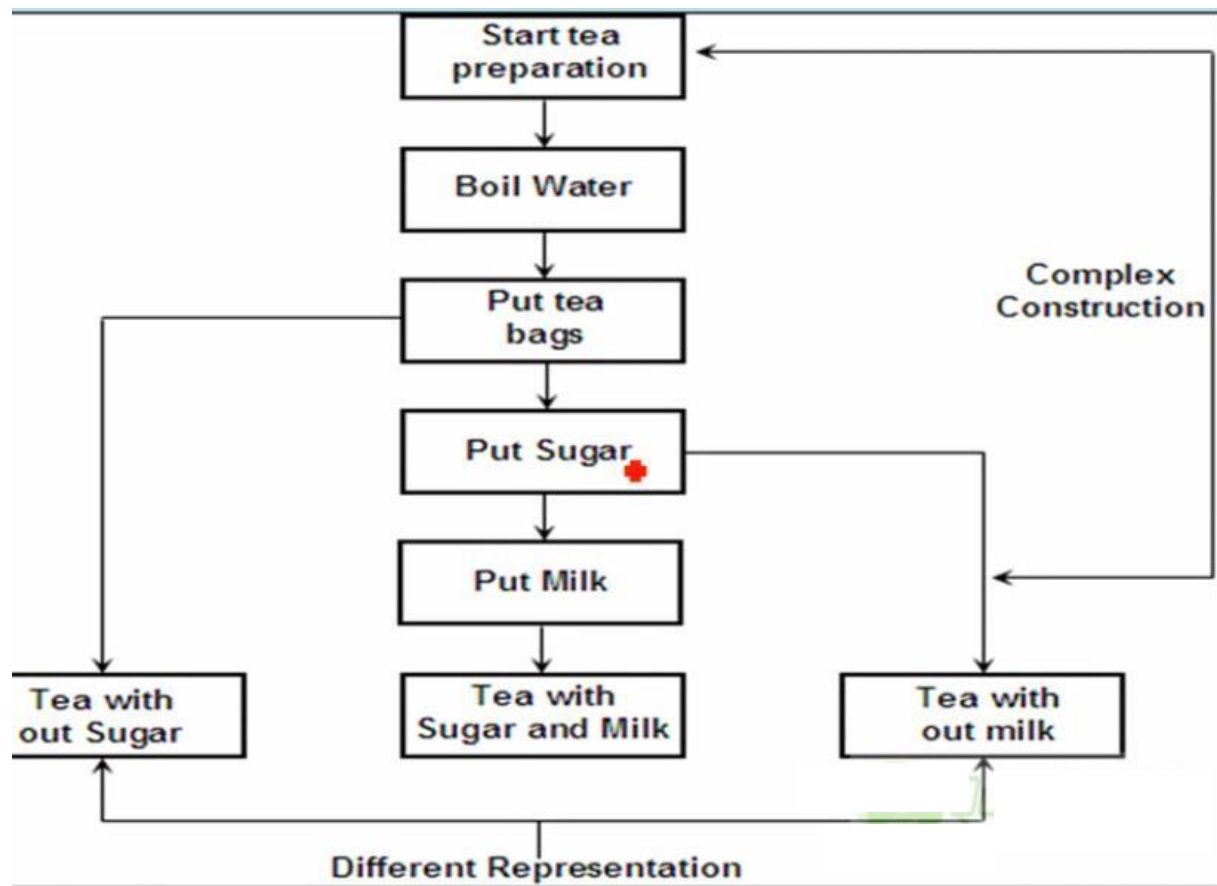 Start tea
preparation
Boil Water
Put tea
bags
Complex
Construction
Put Sugar
Put Milk
Tea with
out Sugar
Tea with
Sugar and Milk
Tea with
out milk
Different Representation